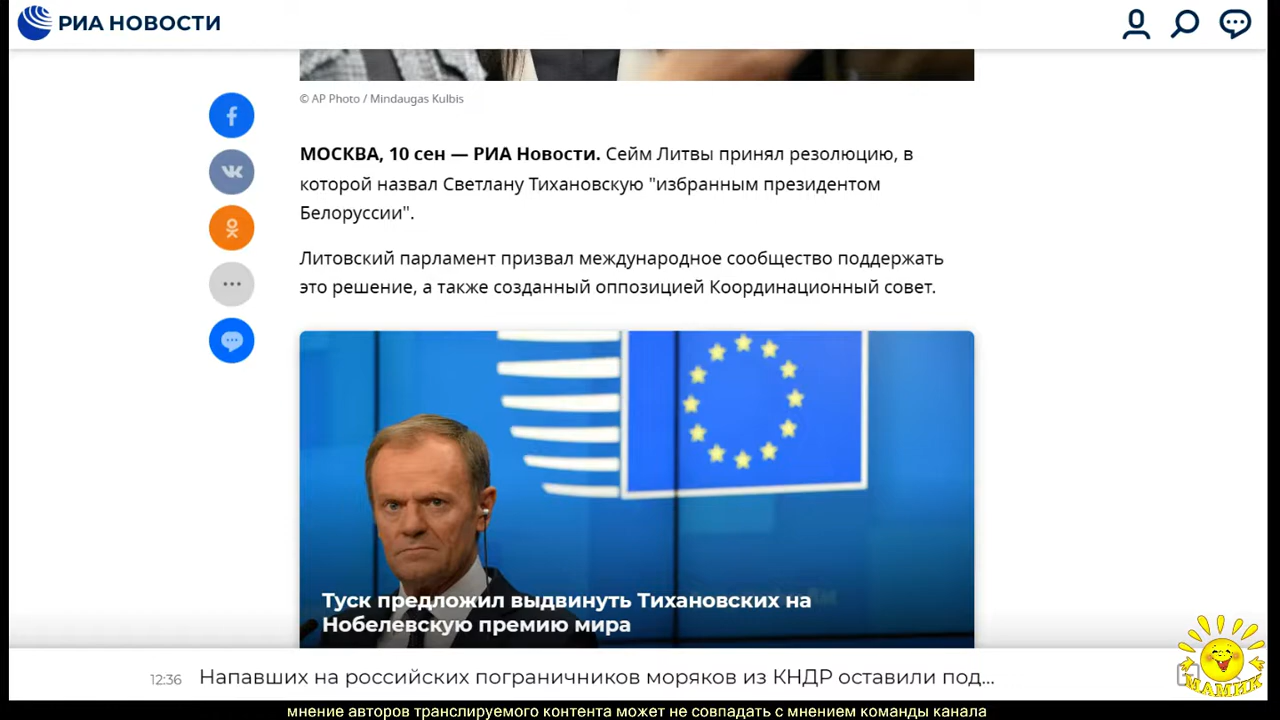 РИА НОВОСТИ
© AP Photo / Mindaugas Kulbis
МОСКВА, 10 сен — РИА Новости. Сейм Литвы принял резолюцию, в
которой назвал Светлану Тихановскую "избранным президентом
Белоруссии".
Литовский парламент призвал международное сообщество поддержать
это решение, а также созданный оппозицией Координационный совет.
Туск предложил выдвинуть Тихановских на
Нобелевскую премию мира
12:36 Напавших на российских пограничников моряков из КНДР оставили под...
МАМИК
мнение авторов транслируемого контента может не совпадать с мнением команды канала